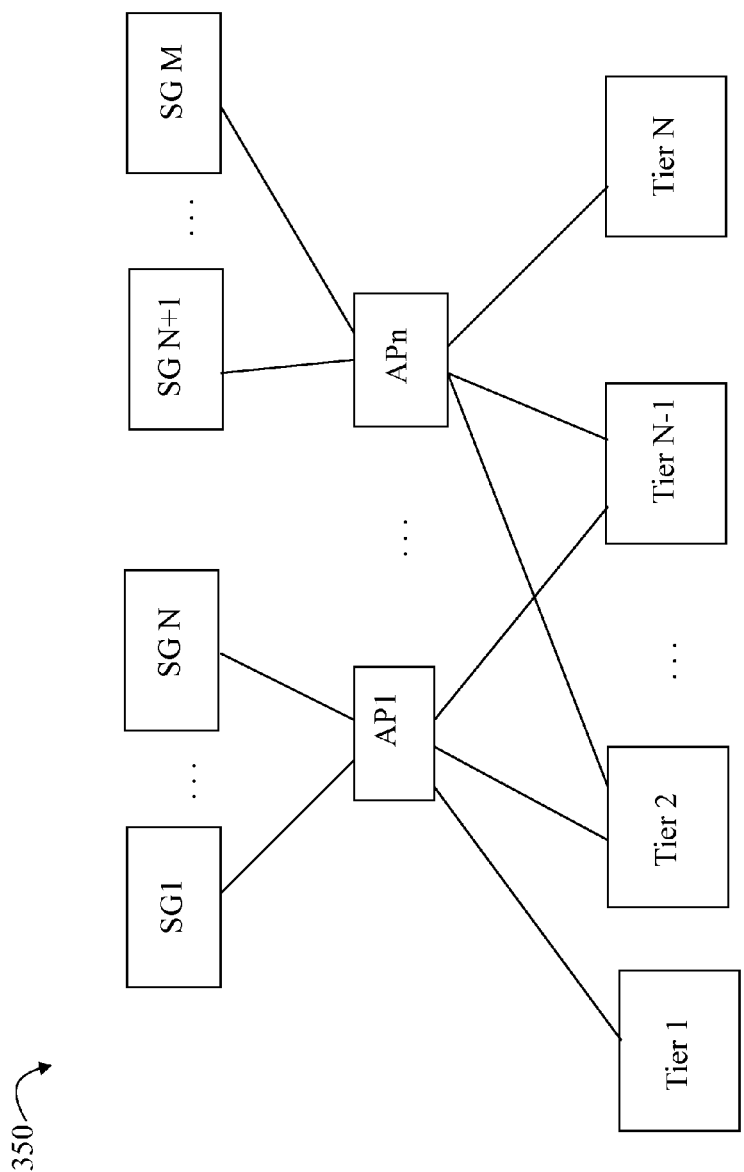 350
SG1
...
SG N
SG N+1
...
SG M
AP1
...
APn
Tier 1
Tier 2
...
Tier N-1
Tier N